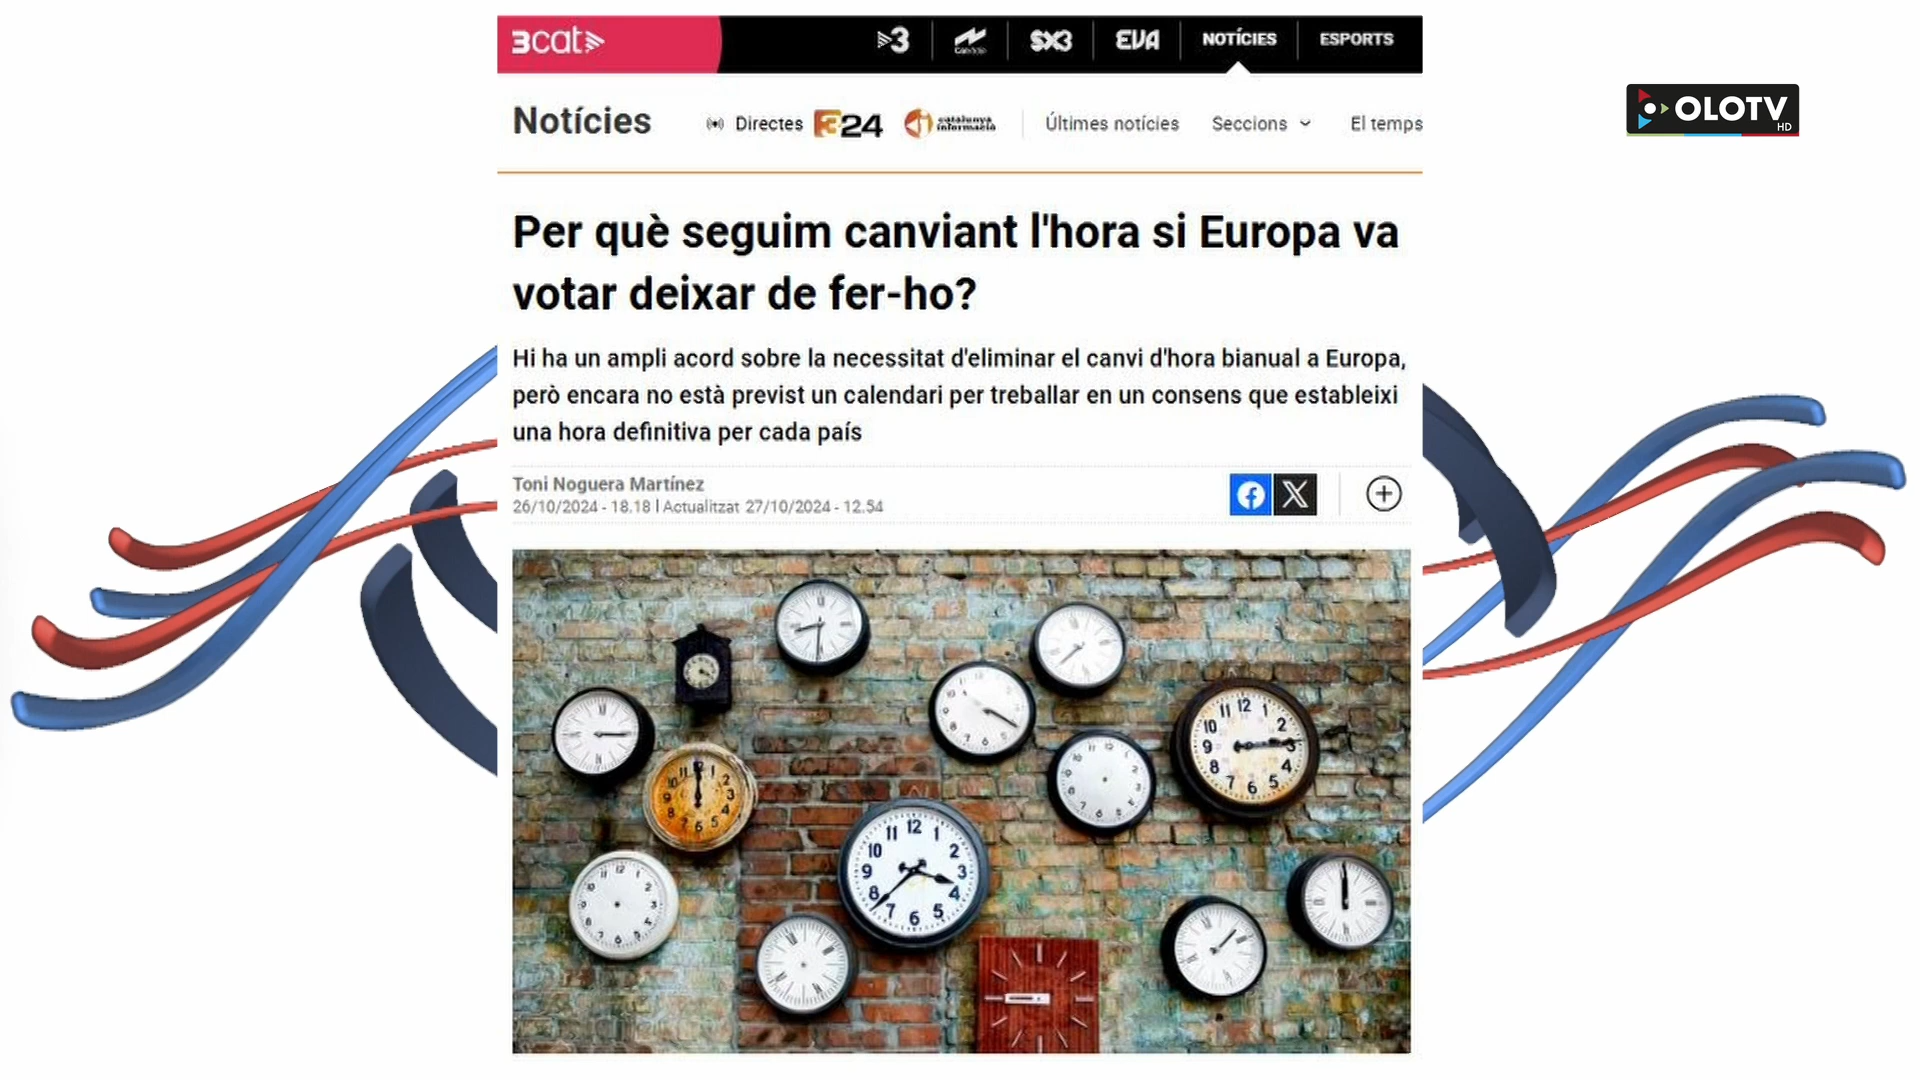 3cat
3
SX3
EVA
NOTÍCIES
ESPORTS
OLOTV
HD
Notícies
Directes
324
catalunya
informació
Últimes notícies
Seccions
El temps
Per què seguim canviant l'hora si Europa va
votar deixar de fer-ho?
Hi ha un ampli acord sobre la necessitat d'eliminar el canvi d'hora bianual a Europa,
però encara no està previst un calendari per treballar en un consens que estableixi
una hora definitiva per cada país
Toni Noguera Martínez
26/10/2024 - 18.18 | Actualitzat 27/10/2024 - 12.54